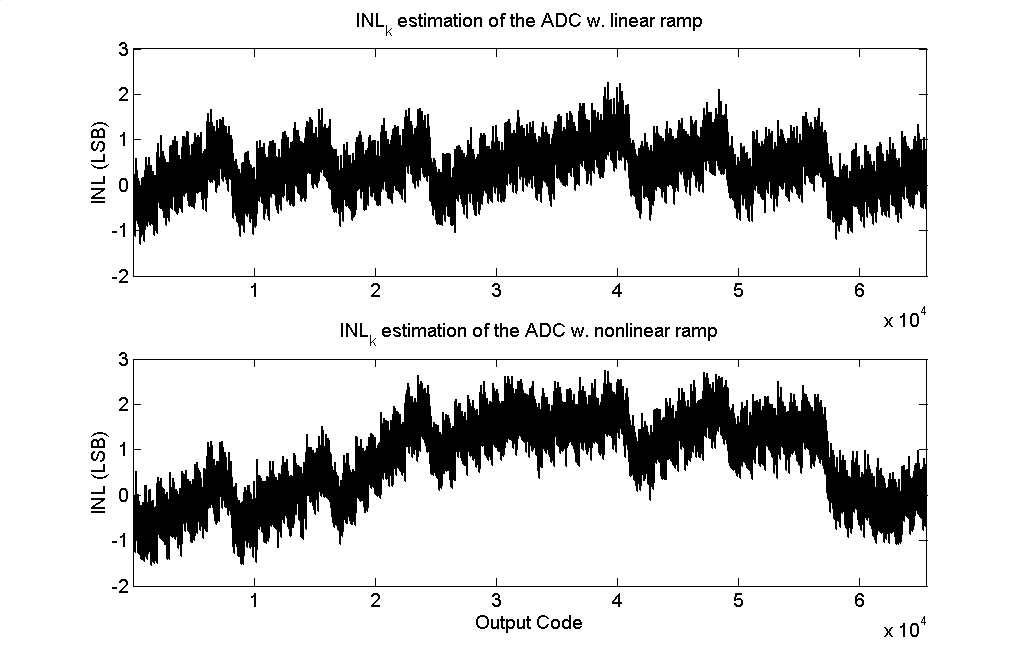 INLk estimation of the ADC w. linear ramp
3
2
1
0
-1
-2
INL (LSB)
1 2 3 4 5 6
x 10^4
INLk estimation of the ADC w. nonlinear ramp
3
2
1
0
-1
-2
INL (LSB)
1 2 3 4 5 6
Output Code
x 10^4